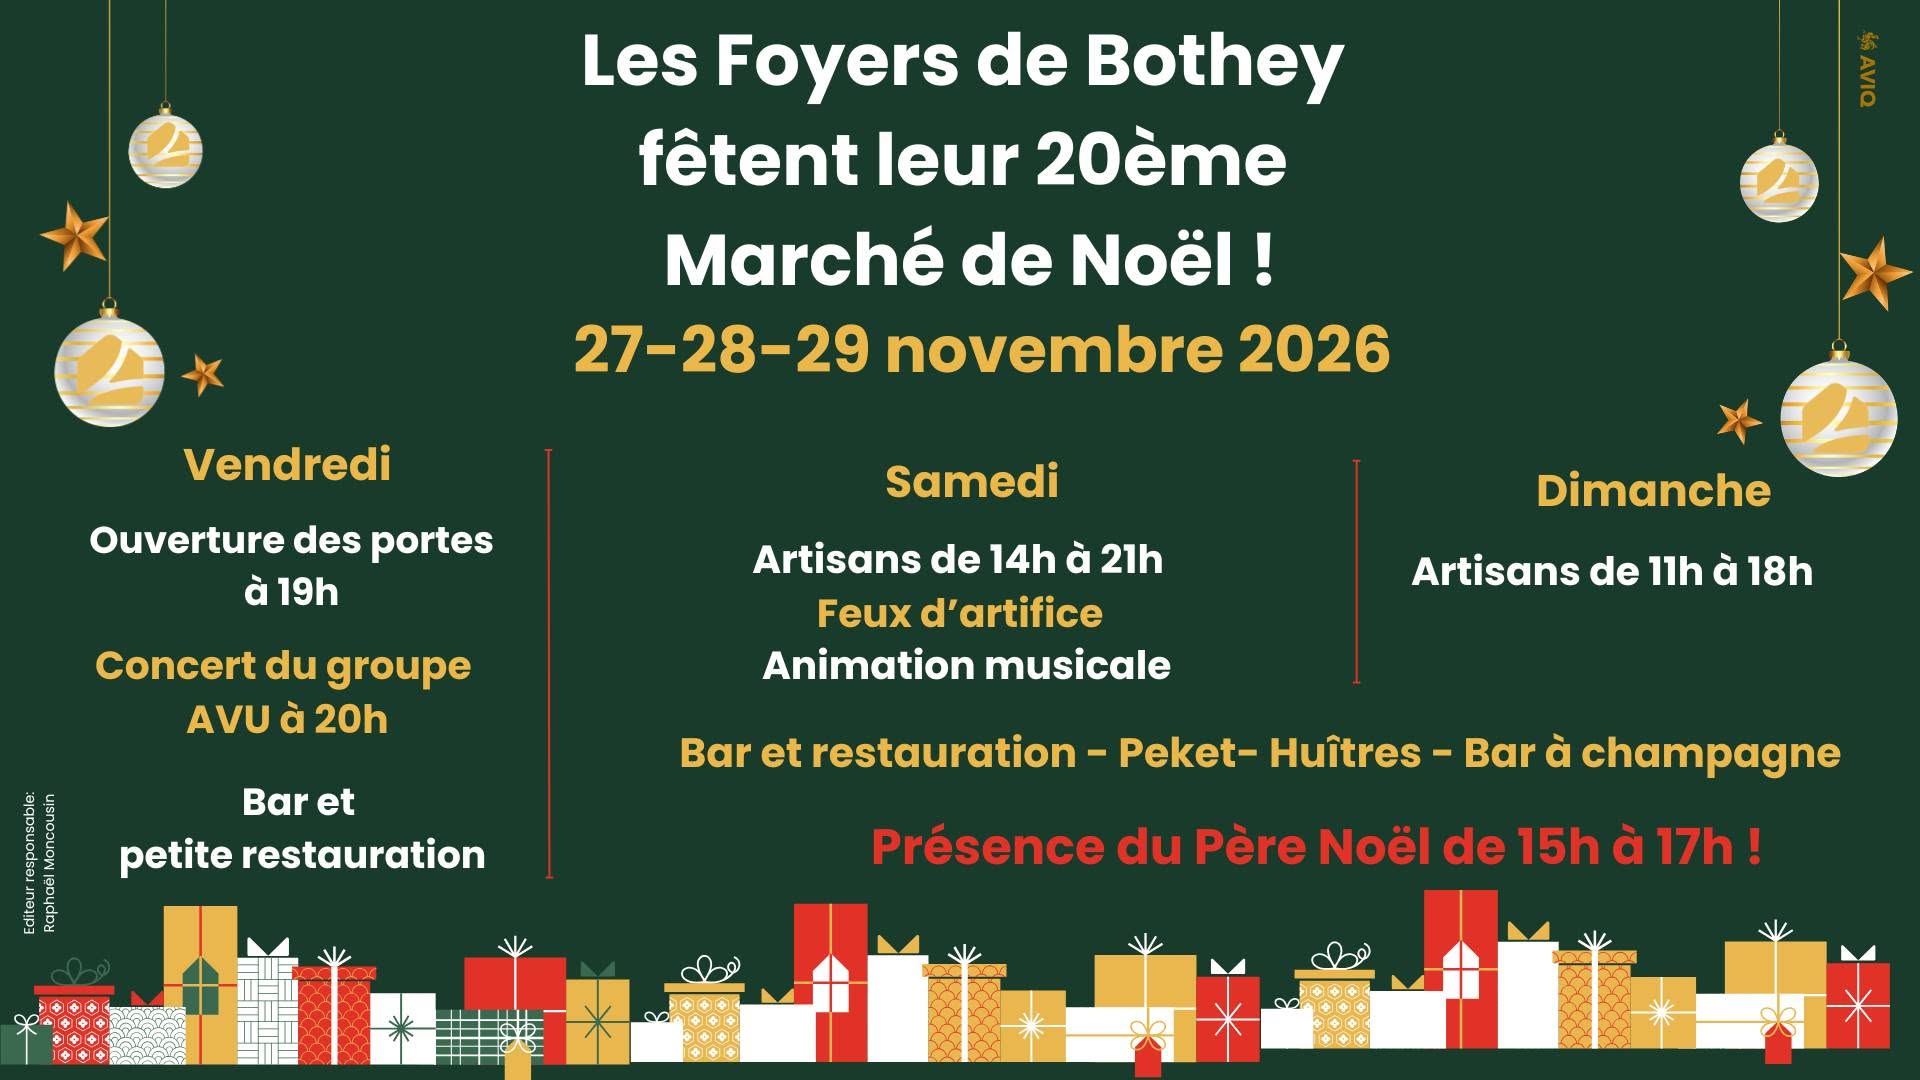 Les Foyers de Bothey
fêtent leur 20ème
Marché de Noël !
27-28-29 novembre 2026
AVIQ
Vendredi
Ouverture des portes
à 19h
Concert du groupe
AVU à 20h
Bar et
petite restauration
Samedi
Artisans de 14h à 21h
Feux d’artifice
Animation musicale
Dimanche
Artisans de 11h à 18h
Bar et restauration - Peket- Huîtres - Bar à champagne
Présence du Père Noël de 15h à 17h !
Editeur responsable:
Raphaël Moncousin